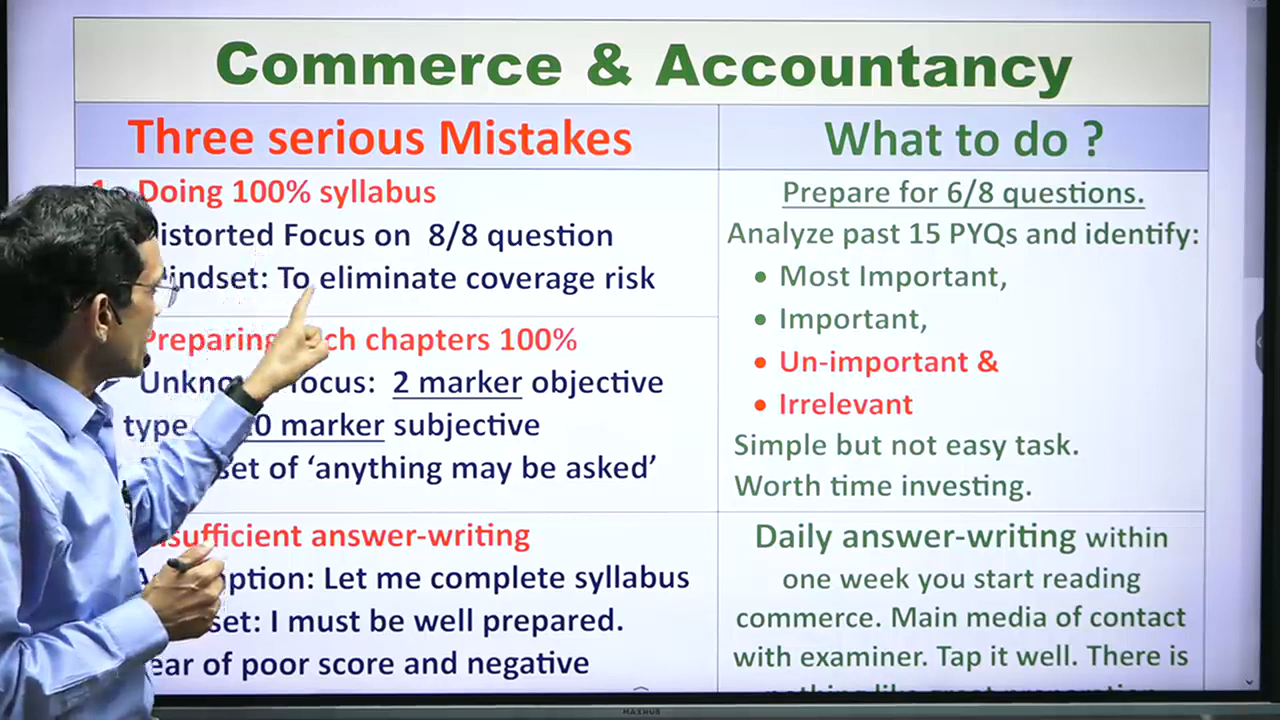 Commerce & Accountancy
Three serious Mistakes
What to do ?
Doing 100% syllabus
istorted Focus on 8/8 question
indset: To eliminate coverage risk
Preparing ch chapters 100%
Unkno focus: 2 marker objective
type 0 marker subjective
set of ‘anything may be asked’
sufficient answer-writing
A ption: Let me complete syllabus
set: I must be well prepared.
ear of poor score and negative
Prepare for 6/8 questions.
Analyze past 15 PYQs and identify:
• Most Important,
• Important,
• Un-important &
• Irrelevant
Simple but not easy task.
Worth time investing.
Daily answer-writing within
one week you start reading
commerce. Main media of contact
with examiner. Tap it well. There is
MAXHUB